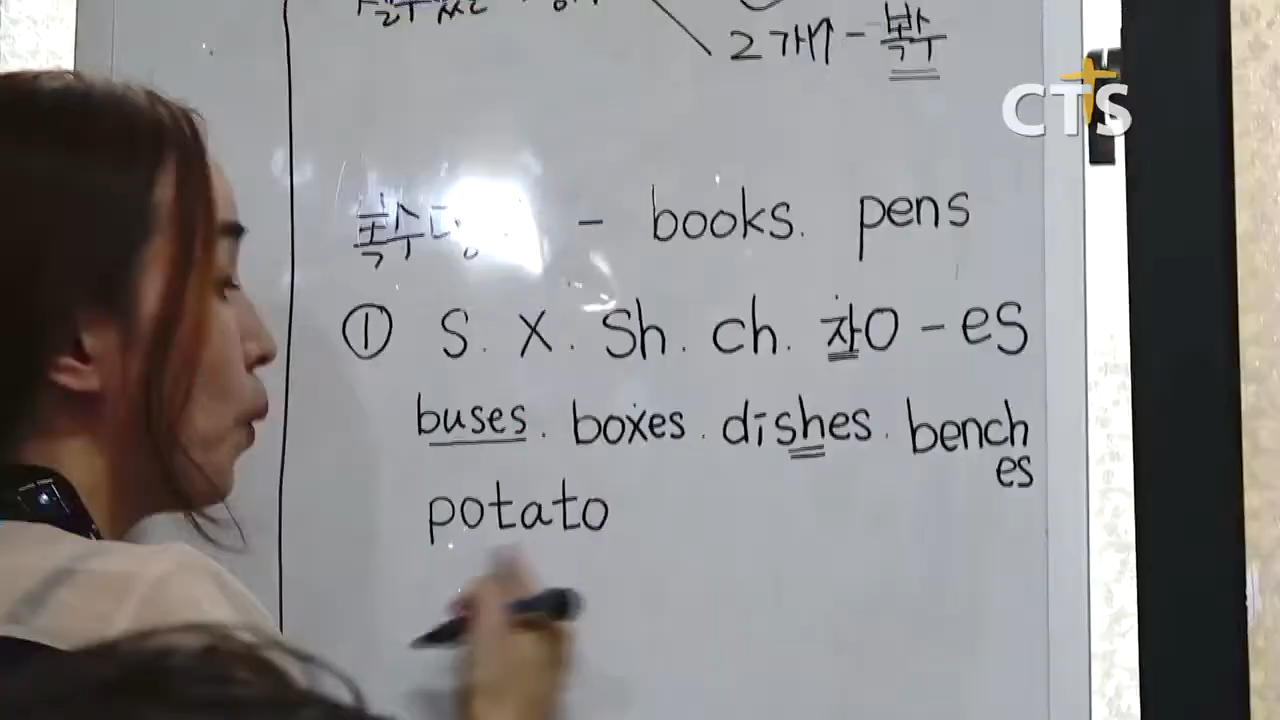 2개↑ - 복수
CTS
복수 - books. pens
① S. X. Sh. ch. 자O - es
buses. boxes. dishes. bench
es
potato